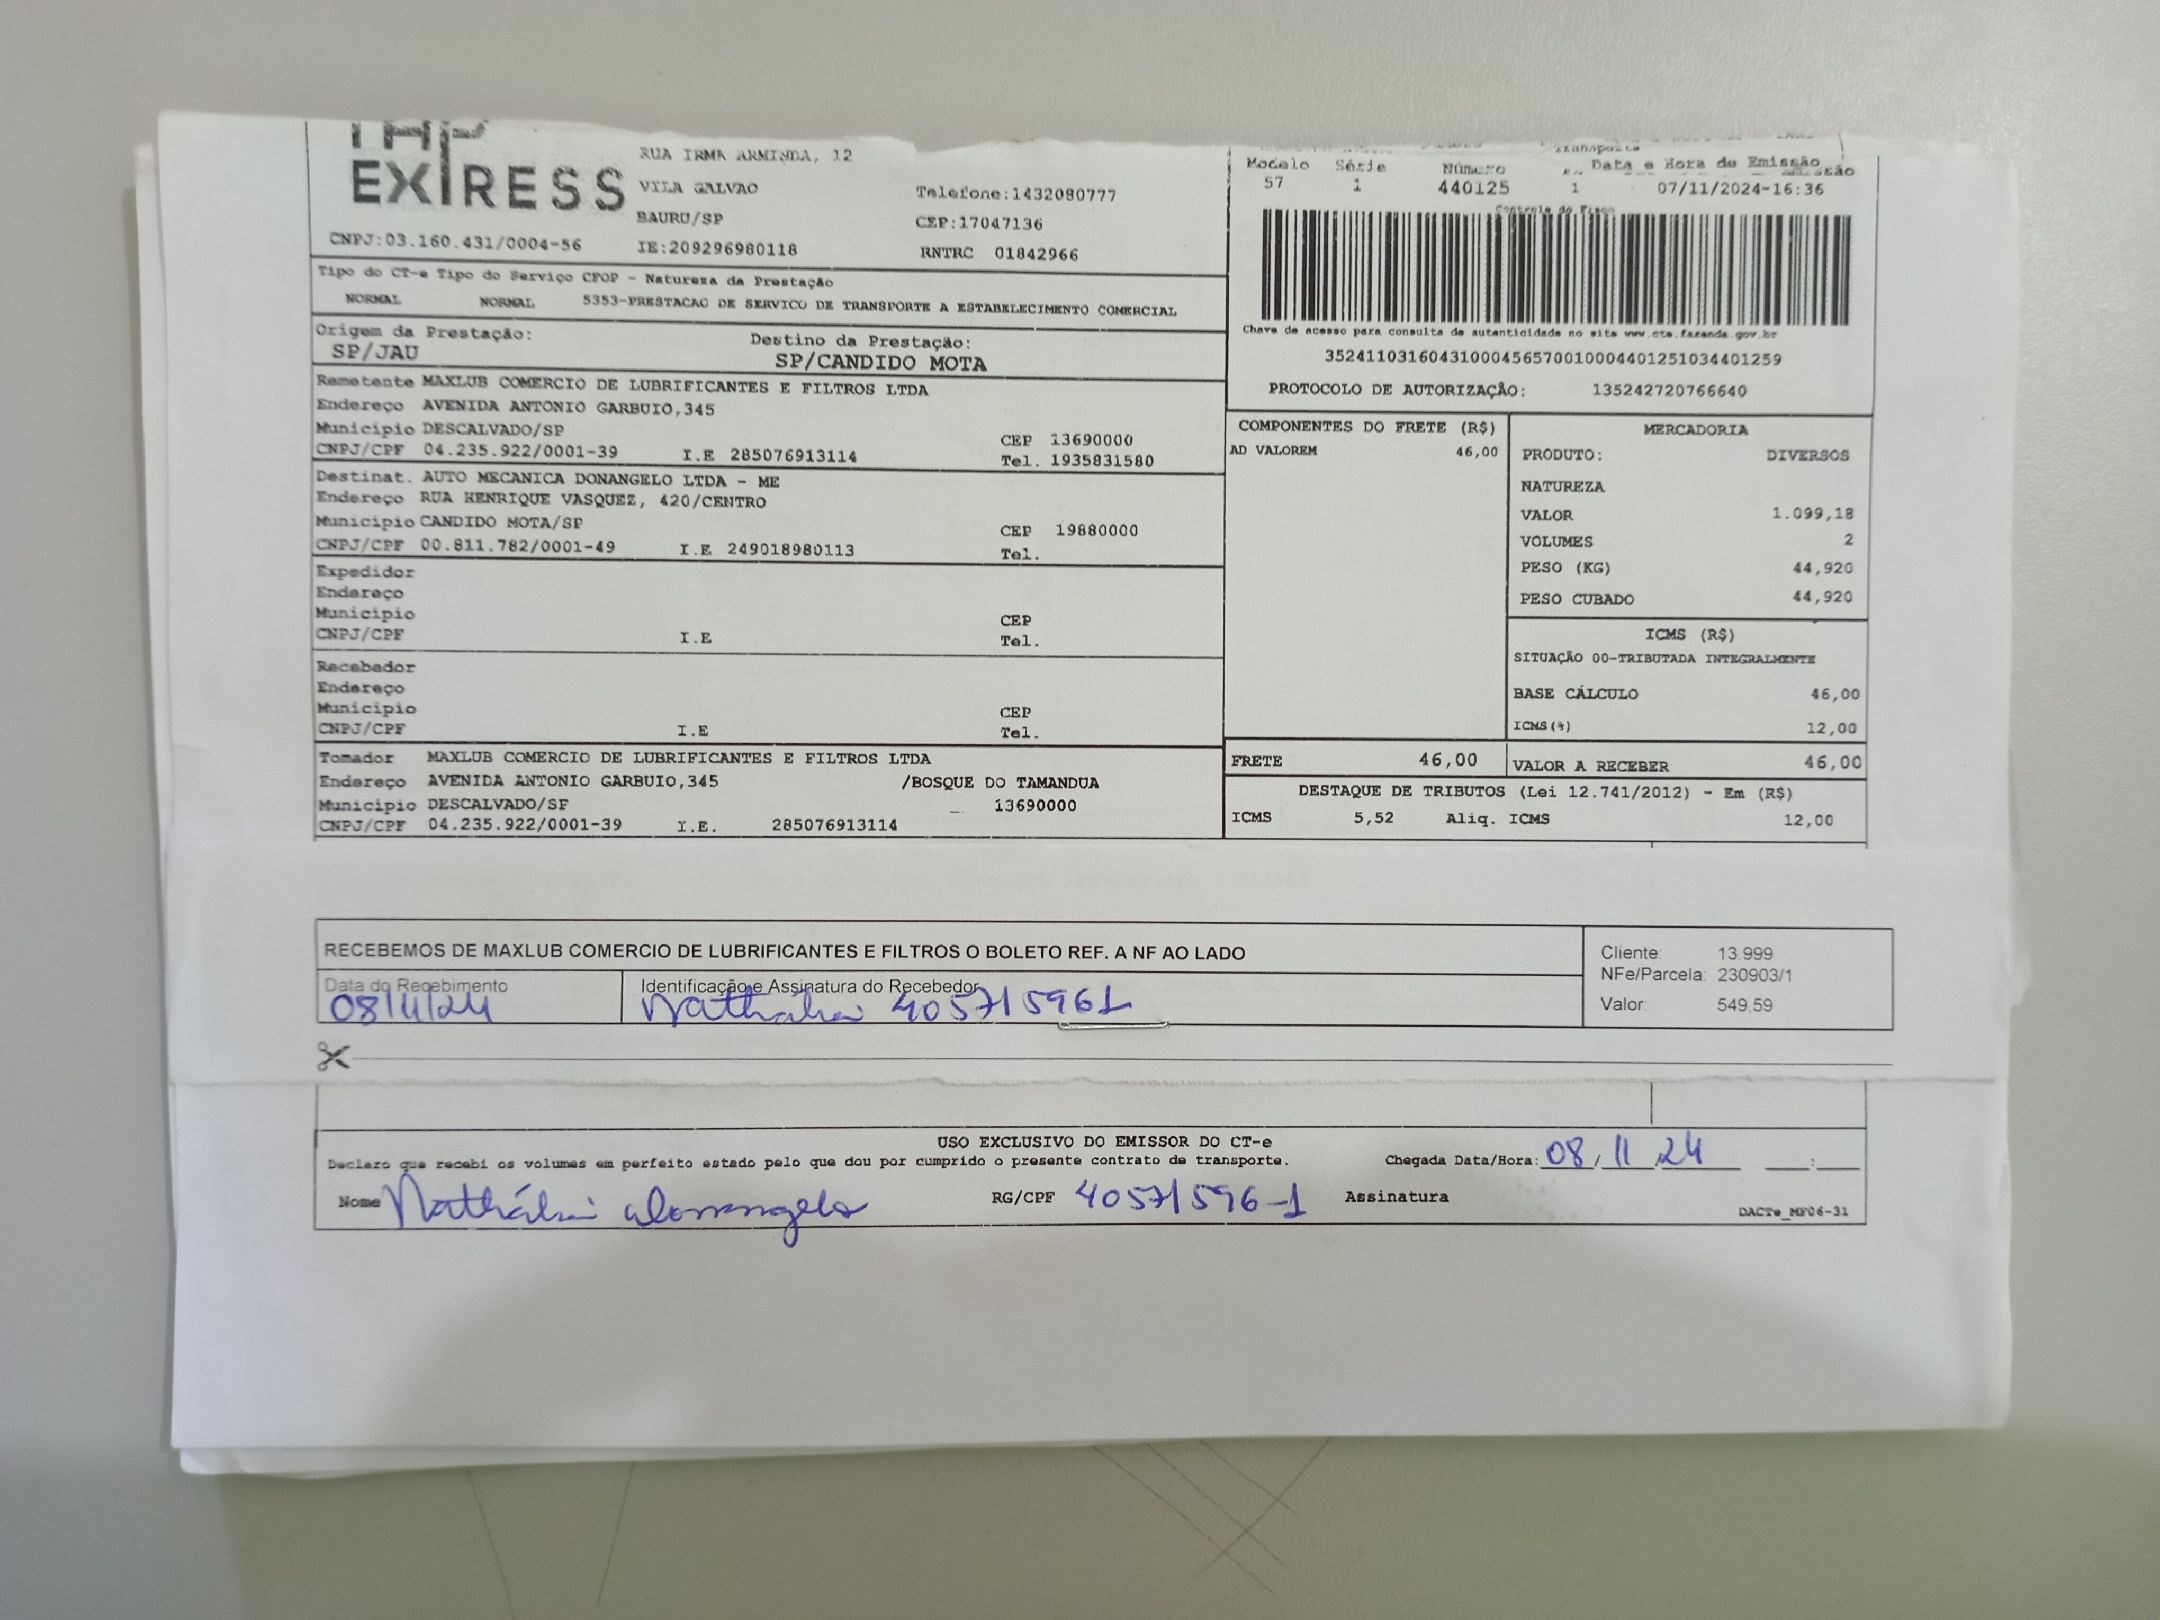 EXPRESS
RUA IRMA ARMINDA, 12
VILA GALVAO
BAURU/SP
Telefone:1432080777
CEP:17047136
CNPJ:03.160.431/0004-56 IE:209296980118 RNTRC 01842966
Modelo Série Número Data e Hora de Emissão
57 1 440125 1 07/11/2024-16:36
Controle do Fisco
Tipo do CT-e Tipo do Serviço CFOP - Natureza da Prestação
NORMAL NORMAL 5353-PRESTACAO DE SERVICO DE TRANSPORTE A ESTABELECIMENTO COMERCIAL
Chave de acesso para consulta de autenticidade no site www.cte.fazenda.gov.br
35241103160431000456570010004401251034401259
PROTOCOLO DE AUTORIZAÇÃO: 135242720766640
Origem da Prestação: Destino da Prestação:
SP/JAU SP/CANDIDO MOTA
Remetente MAXLUB COMERCIO DE LUBRIFICANTES E FILTROS LTDA
Endereço AVENIDA ANTONIO GARBUIO,345
Município DESCALVADO/SP CEP 13690000
CNPJ/CPF 04.235.922/0001-39 I.E 285076913114 Tel. 1935831580
Destinat. AUTO MECANICA DONANGELO LTDA - ME
Endereço RUA HENRIQUE VASQUEZ, 420/CENTRO
Município CANDIDO MOTA/SP CEP 19880000
CNPJ/CPF 00.811.782/0001-49 I.E 249018980113 Tel.
Expedidor
Endereço
Município CEP
CNPJ/CPF I.E Tel.
Recebedor
Endereço
Município CEP
CNPJ/CPF I.E Tel.
Tomador MAXLUB COMERCIO DE LUBRIFICANTES E FILTROS LTDA
Endereço AVENIDA ANTONIO GARBUIO,345 /BOSQUE DO TAMANDUA
Município DESCALVADO/SP 13690000
CNPJ/CPF 04.235.922/0001-39 I.E. 285076913114
COMPONENTES DO FRETE (R$)
AD VALOREM 46,00
MERCADORIA
PRODUTO: DIVERSOS
NATUREZA
VALOR 1.099,18
VOLUMES 2
PESO (KG) 44,920
PESO CUBADO 44,920
ICMS (R$)
SITUAÇÃO 00-TRIBUTADA INTEGRALMENTE
BASE CÁLCULO 46,00
ICMS(%) 12,00
FRETE 46,00 VALOR A RECEBER 46,00
DESTAQUE DE TRIBUTOS (Lei 12.741/2012) - Em (R$)
ICMS 5,52 Aliq. ICMS 12,00
RECEBEMOS DE MAXLUB COMERCIO DE LUBRIFICANTES E FILTROS O BOLETO REF. A NF AO LADO
Data do Recebimento Identificação e Assinatura do Recebedor
08/11/24 Nathália 405715961
Cliente: 13.999
NFe/Parcela: 230903/1
Valor: 549,59
USO EXCLUSIVO DO EMISSOR DO CT-e
Declaro que recebi os volumes em perfeito estado pelo que dou por cumprido o presente contrato de transporte. Chegada Data/Hora: 08/11/24 __:__
Nome Nathália Donangelo RG/CPF 40571596-1 Assinatura
DACTe_MF06-31